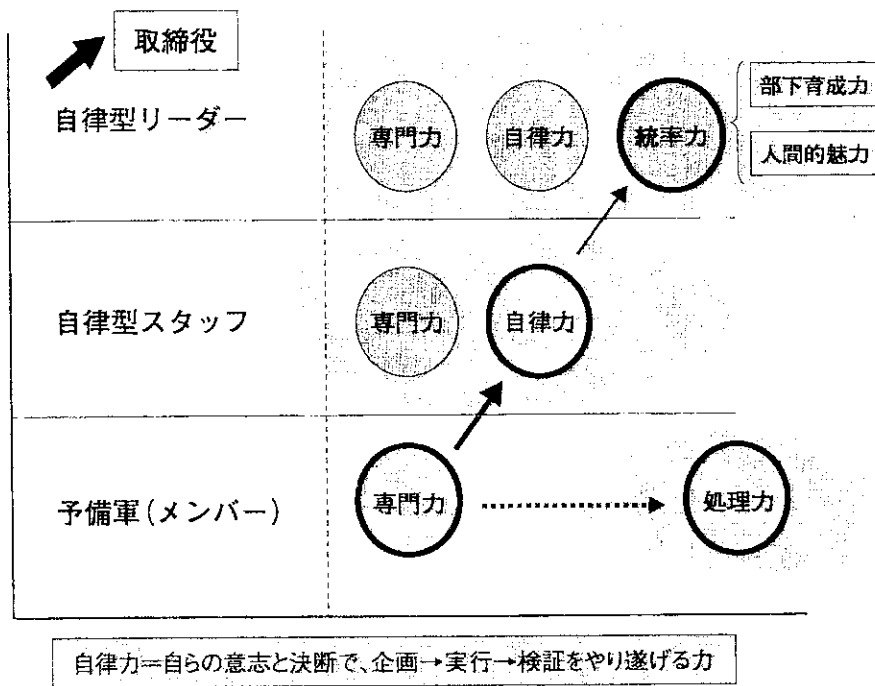 取締役
自律型リーダー
専門力
自律力
統率力
部下育成力
人間的魅力
自律型スタッフ
専門力
自律力
予備軍(メンバー)
専門力
処理力
自律力=自らの意志と決断で、企画→実行→検証をやり遂げる力